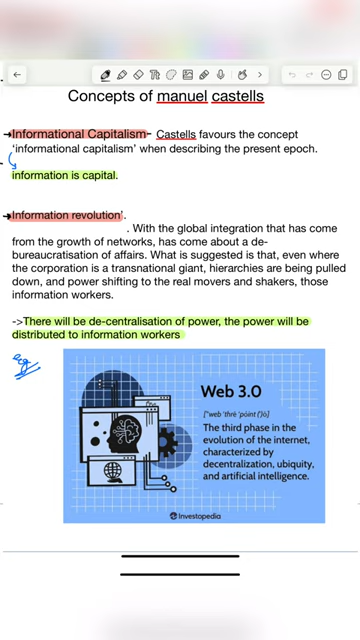 Concepts of manuel castells
Informational Capitalism- Castells favours the concept
‘informational capitalism’ when describing the present epoch.
information is capital.
Information revolution’.
. With the global integration that has come
from the growth of networks, has come about a de-
bureaucratisation of affairs. What is suggested is that, even where
the corporation is a transnational giant, hierarchies are being pulled
down, and power shifting to the real movers and shakers, those
information workers.
-> There will be de-centralisation of power, the power will be
distributed to information workers
eg
Web 3.0
["web 'thrē 'pȯint (')ō]
The third phase in the
evolution of the internet,
characterized by
decentralization, ubiquity,
and artificial intelligence.
Investopedia